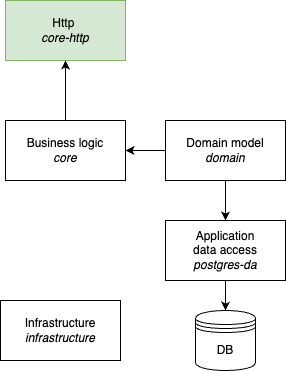 Http
core-http
Business logic
core
Domain model
domain
Application
data access
postgres-da
Infrastructure
infrastructure
DB